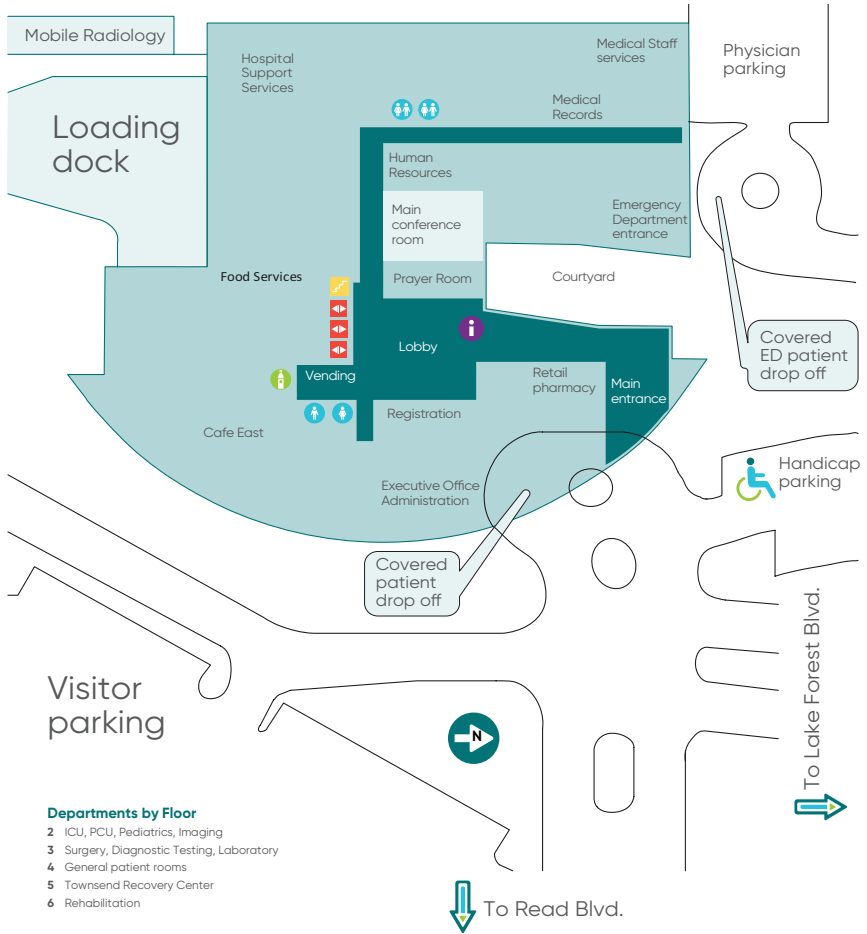 Mobile Radiology
Loading
dock
Hospital
Support
Services
Medical Staff
services
Physician
parking
Medical
Records
Human
Resources
Main
conference
room
Emergency
Department
entrance
Food Services
Prayer Room
Courtyard
Lobby
Covered
ED patient
drop off
Vending
Retail
pharmacy
Main
entrance
Registration
Cafe East
Handicap
parking
Executive Office
Administration
Covered
patient
drop off
To Lake Forest Blvd.
Visitor
parking
N
Departments by Floor
2 ICU, PCU, Pediatrics, Imaging
3 Surgery, Diagnostic Testing, Laboratory
4 General patient rooms
5 Townsend Recovery Center
6 Rehabilitation
To Read Blvd.